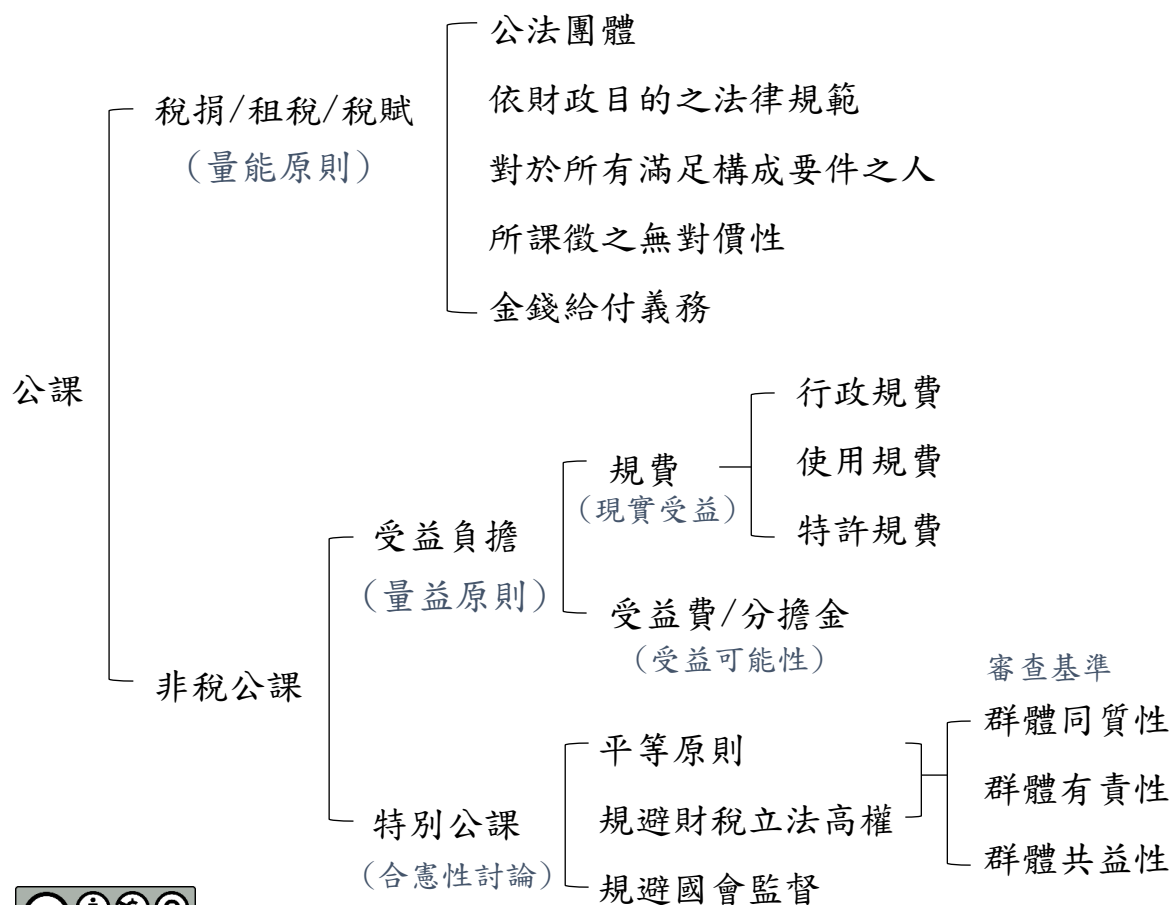 公課
稅捐/租稅/稅賦
(量能原則)
公法團體
依財政目的之法律規範
對於所有滿足構成要件之人
所課徵之無對價性
金錢給付義務
非稅公課
受益負擔
(量益原則)
規費
(現實受益)
行政規費
使用規費
特許規費
受益費/分擔金
(受益可能性)
特別公課
(合憲性討論)
平等原則
規避財稅立法高權
規避國會監督
審查基準
群體同質性
群體有責性
群體共益性